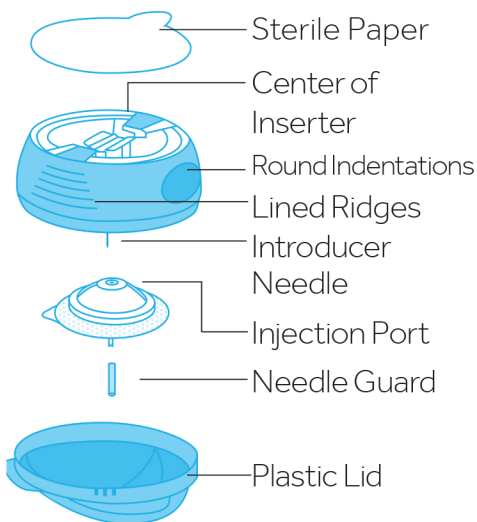 Sterile Paper
Center of
Inserter
Round Indentations
Lined Ridges
Introducer
Needle
Injection Port
Needle Guard
Plastic Lid